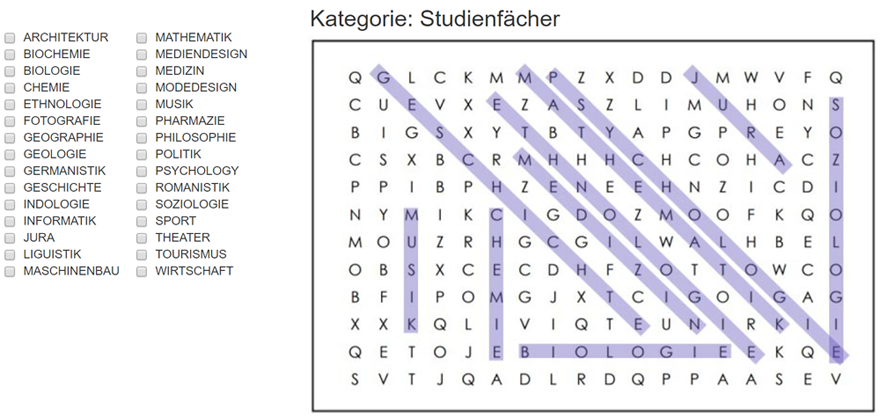 Kategorie: Studienfächer
ARCHITEKTUR
BIOCHEMIE
BIOLOGIE
CHEMIE
ETHNOLOGIE
FOTOGRAFIE
GEOGRAPHIE
GEOLOGIE
GERMANISTIK
GESCHICHTE
INDOLOGIE
INFORMATIK
JURA
LIGUISTIK
MASCHINENBAU
MATHEMATIK
MEDIENDESIGN
MEDIZIN
MODEDESIGN
MUSIK
PHARMAZIE
PHILOSOPHIE
POLITIK
PSYCHOLOGY
ROMANISTIK
SOZIOLOGIE
SPORT
THEATER
TOURISMUS
WIRTSCHAFT
Q G L C K M M P Z X D D J M W V F Q
C U E V X E Z A S Z L I M U H O N S
B I G S X Y T B T Y A P G P R E Y O
C S X B C R M H H H C H C O H A C Z
P P I B P H Z E N E E H N Z I C D I
N Y M I K C I G D O Z M O O F K Q O
M O U Z R H G C G I L W A L H B E L
O B S X C E C D H F Z O T T O W C O
B F I P O M G J X T C I G O I G A G
X X K Q L I V I Q T E U N I R K I I
Q E T O J E B I O L O G I E E K Q E
S V T J Q A D L R D Q P P A A S E V